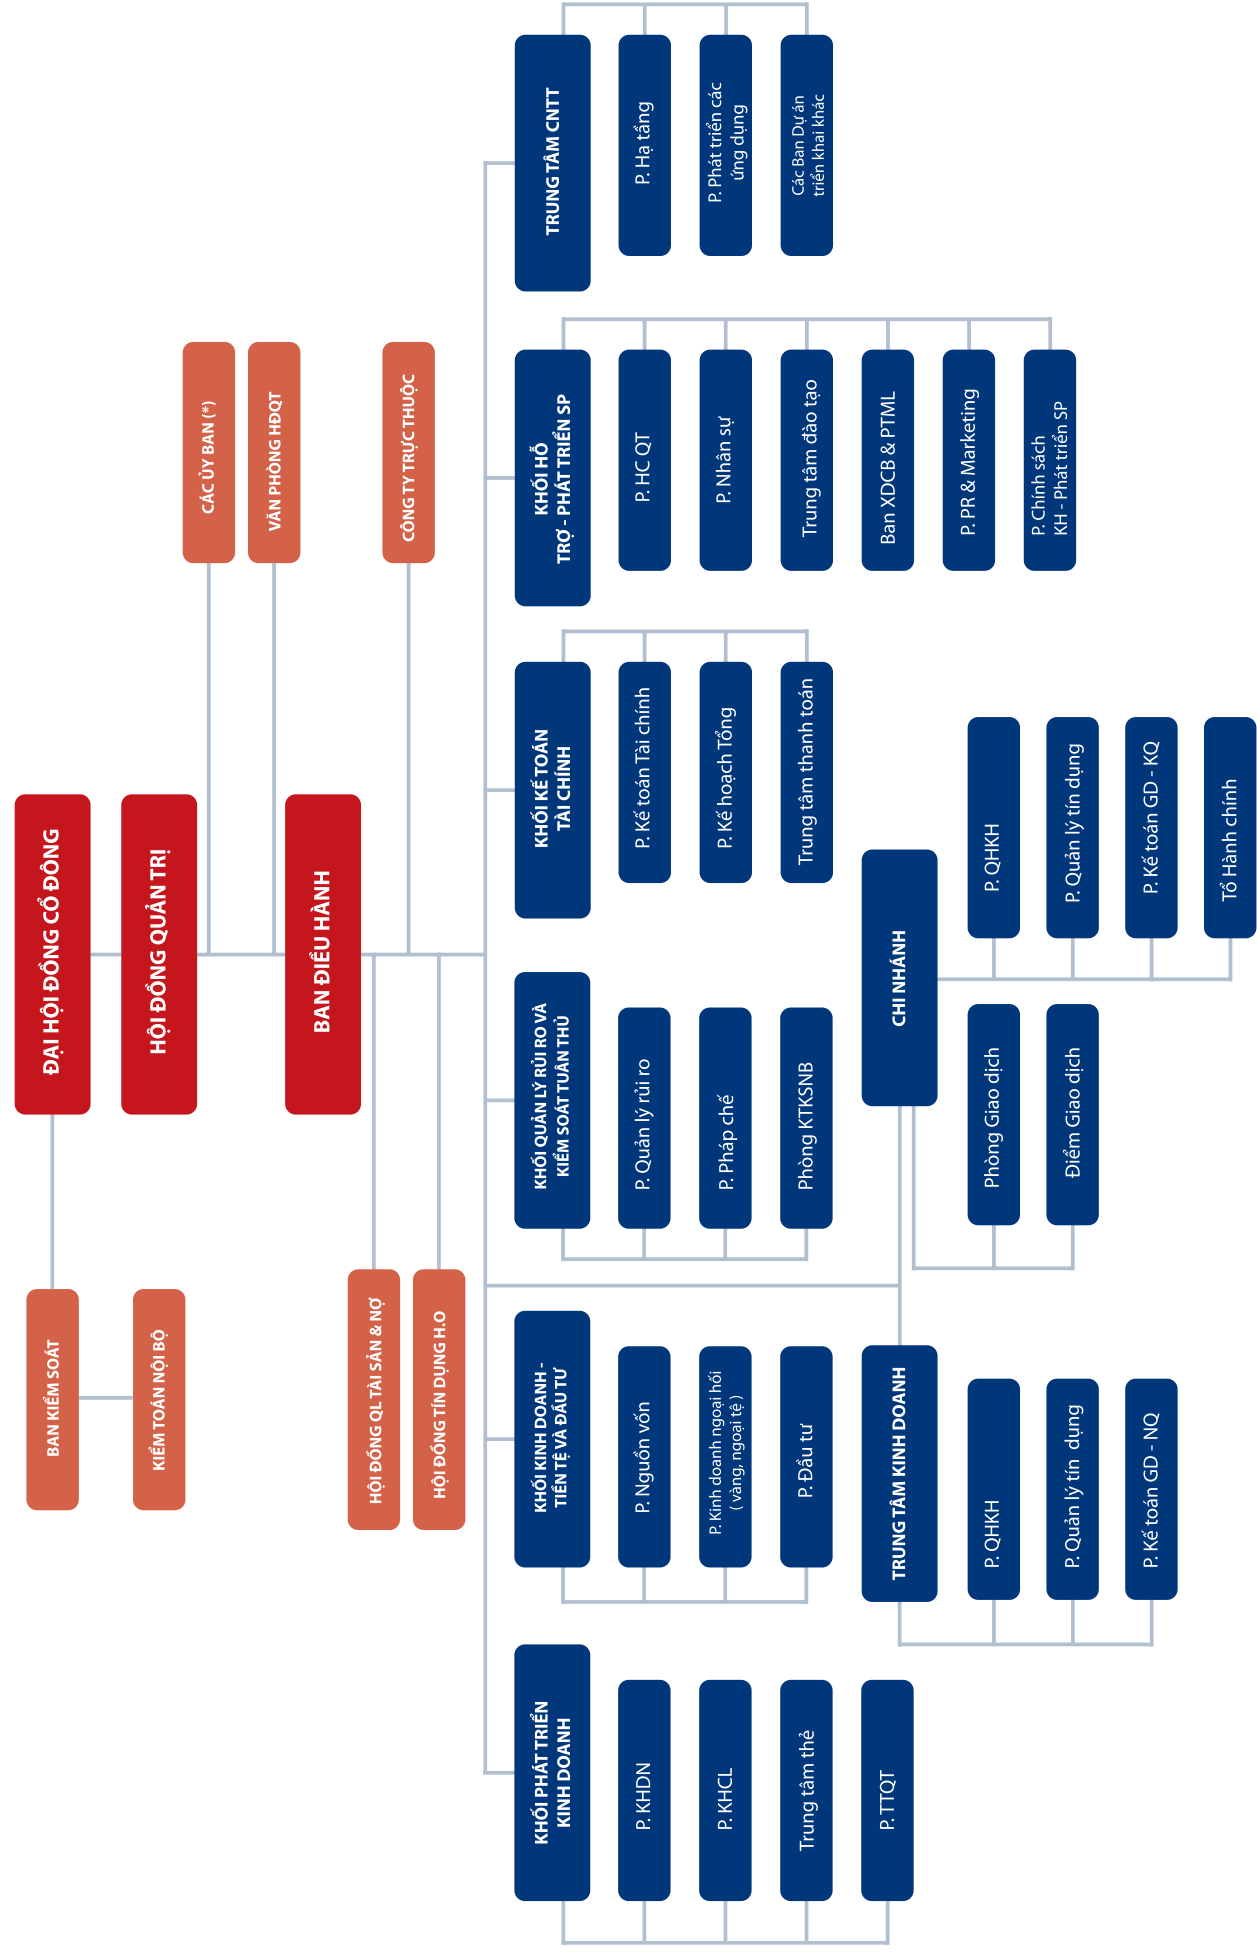 ĐẠI HỘI ĐỒNG CỔ ĐÔNG
BAN KIỂM SOÁT
HỘI ĐỒNG QUẢN TRỊ
KIỂM TOÁN NỘI BỘ
CÁC ỦY BAN (*)
VĂN PHÒNG HĐQT
BAN ĐIỀU HÀNH
HỘI ĐỒNG QL TÀI SẢN & NỢ
CÔNG TY TRỰC THUỘC
HỘI ĐỒNG TÍN DỤNG H.O
KHỐI PHÁT TRIỂN
KINH DOANH
P. KHDN
P. KHCL
Trung tâm thẻ
P. TTQT
KHỐI KINH DOANH -
TIỀN TỆ VÀ ĐẦU TƯ
P. Nguồn vốn
P. Kinh doanh ngoại hối
( vàng, ngoại tệ )
P. Đầu tư
KHỐI QUẢN LÝ RỦI RO VÀ
KIỂM SOÁT TUÂN THỦ
P. Quản lý rủi ro
P. Pháp chế
Phòng KTKSNB
KHỐI KẾ TOÁN
TÀI CHÍNH
P. Kế toán Tài chính
P. Kế hoạch Tổng
Trung tâm thanh toán
KHỐI HỖ
TRỢ - PHÁT TRIỂN SP
P. HC QT
P. Nhân sự
Trung tâm đào tạo
Ban XDCB & PTML
P. PR & Marketing
P. Chính sách
KH - Phát triển SP
TRUNG TÂM CNTT
P. Hạ tầng
P. Phát triển các
ứng dụng
Các Ban Dự án
triển khai khác
TRUNG TÂM KINH DOANH
P. QHKH
P. Quản lý tín  dụng
P. Kế toán GD - NQ
CHI NHÁNH
Phòng Giao dịch
Điểm Giao dịch
P. QHKH
P. Quản lý tín dụng
P. Kế toán GD - KQ
Tổ Hành chính